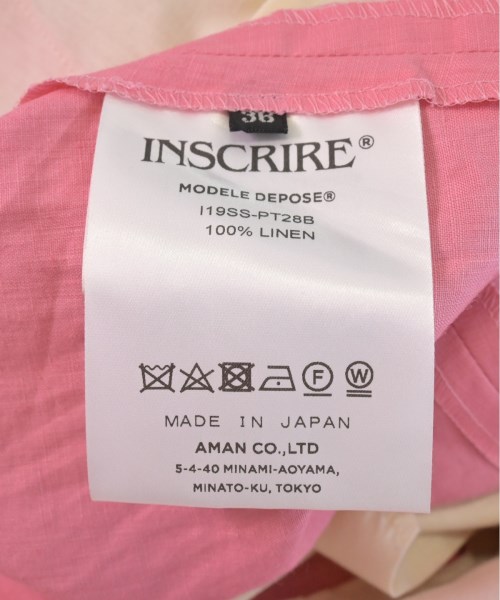 36
INSCRIRE®
MODELE DEPOSE®
I19SS-PT28B
100% LINEN
F W
MADE IN JAPAN
AMAN CO.,LTD
5-4-40 MINAMI-AOYAMA,
MINATO-KU, TOKYO